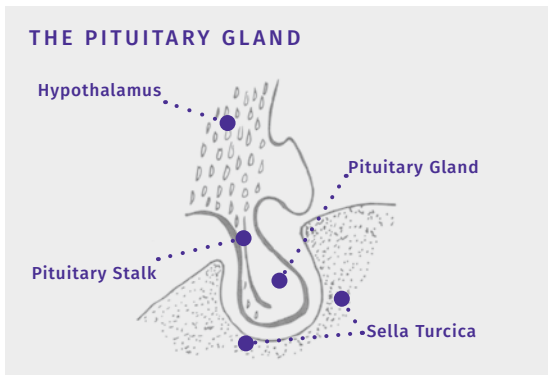 THE PITUITARY GLAND
Hypothalamus
Pituitary Gland
Pituitary Stalk
Sella Turcica